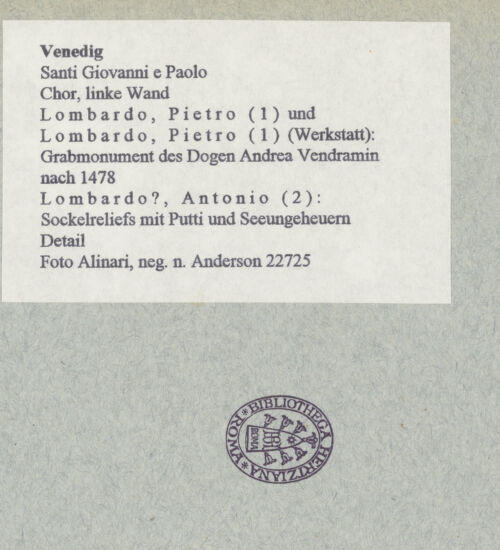 Venedig
Santi Giovanni e Paolo
Chor, linke Wand
Lombardo, Pietro (1) und
Lombardo, Pietro (1) (Werkstatt):
Grabmonument des Dogen Andrea Vendramin
nach 1478
Lombardo?, Antonio (2):
Sockelreliefs mit Putti und Seeungeheuern
Detail
Foto Alinari, neg. n. Anderson 22725
*BIBLIOTHECA HERTZIANA*ROMA
ROMA